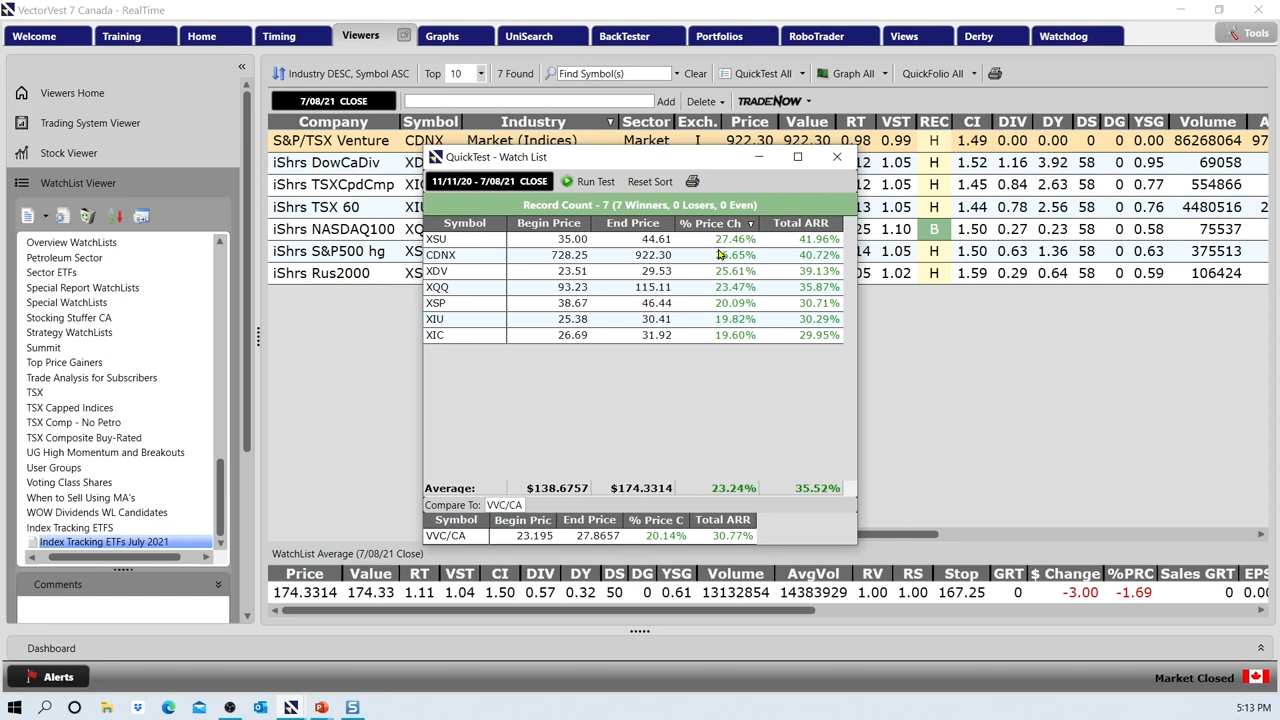 VectorVest 7 Canada - RealTime
Welcome Training Home Timing Viewers Graphs UniSearch BackTester Portfolios RoboTrader Views Derby Watchdog Tools
Industry DESC, Symbol ASC Top 10 7 Found Find Symbol(s) Clear QuickTest All Graph All QuickFolio All
7/08/21 CLOSE Add Delete TRADENOW
Company Symbol Industry Sector Exch. Price Value RT VST REC CI DIV DY DS DG YSG Volume A
S&P/TSX Venture CDNX Market (Indices) Market I 922.30 922.30 0.98 0.99 H 1.49 0.00 0.00 0 0 0.00 86268064 97
iShrs DowCaDiv XD 12 1.05 H 1.52 1.16 3.92 58 0 0.95 69058
iShrs TSXCpdCmp XI 12 1.05 H 1.45 0.84 2.63 58 0 0.77 554866
iShrs TSX 60 XI 07 1.05 H 1.44 0.78 2.56 58 0 0.76 4480516
iShrs NASDAQ100 XQ 25 1.10 B 1.50 0.27 0.23 58 0 1.01 75537
iShrs S&P500 hg XS 11 1.05 H 1.50 0.63 1.36 58 0 0.63 375513
iShrs Rus2000 XS 05 1.02 H 1.59 0.29 0.64 58 0 0.59 106424
Viewers Home
Trading System Viewer
Stock Viewer
WatchList Viewer
Overview WatchLists
Petroleum Sector
Sector ETFs
Special Report WatchLists
Special WatchLists
Stocking Stuffer CA
Strategy WatchLists
Summit
Top Price Gainers
Trade Analysis for Subscribers
TSX
TSX Capped Indices
TSX Comp - No Petro
TSX Composite Buy-Rated
UG High Momentum and Breakouts
User Groups
Voting Class Shares
When to Sell Using MA's
WOW Dividends WL Candidates
Index Tracking ETFs
Index Tracking ETFs July 2021
Comments
QuickTest - Watch List
11/11/20 - 7/08/21 CLOSE Run Test Reset Sort
Record Count - 7 (7 Winners, 0 Losers, 0 Even)
Symbol Begin Price End Price % Price Ch Total ARR
XSU 35.00 44.61 27.46% 41.96%
CDNX 728.25 922.30 .65% 40.72%
XDV 23.51 29.53 25.61% 39.13%
XQQ 93.23 115.11 23.47% 35.87%
XSP 38.67 46.44 20.09% 30.71%
XIU 25.38 30.41 19.82% 30.29%
XIC 26.69 31.92 19.60% 29.95%
Average: $138.6757 $174.3314 23.24% 35.52%
Compare To: VVC/CA
Symbol Begin Pric End Price % Price C Total ARR
VVC/CA 23.195 27.8657 20.14% 30.77%
WatchList Average (7/08/21 Close)
Price Value RT VST CI DIV DY DS DG YSG Volume AvgVol RV RS Stop GRT $ Change %PRC Sales GRT EPS
174.3314 174.33 1.11 1.04 1.50 0.57 0.32 50 0 0.61 13132854 14383929 1.00 1.00 167.25 0 -3.00 -1.69 0 0.00
Dashboard
Alerts Market Closed
5:13 PM